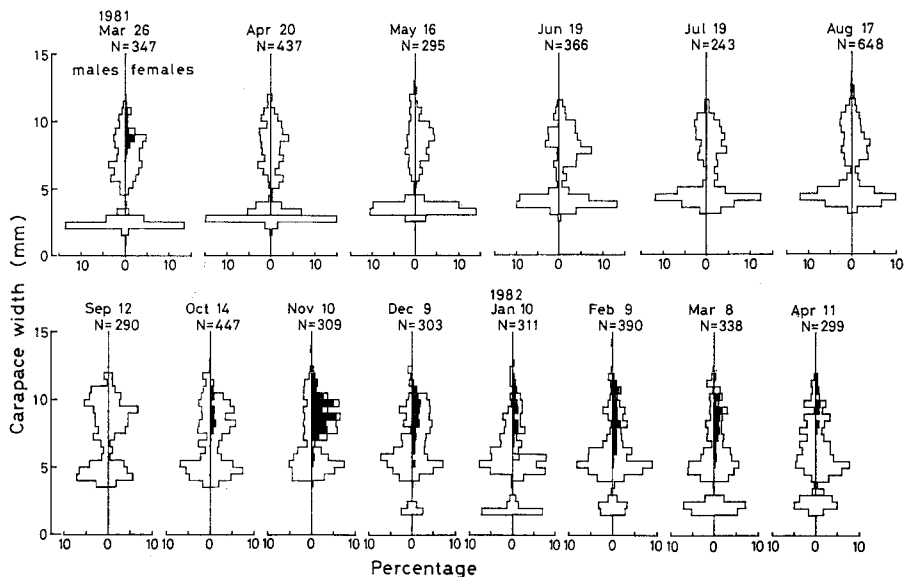 1981
Mar 26
N=347
Apr 20
N=437
May 16
N=295
Jun 19
N=366
Jul 19
N=243
Aug 17
N=648
males females
15
10
5
0
10 0 10
10 0 10
10 0 10
10 0 10
10 0 10
10 0 10
Carapace width (mm)
1982
Sep 12
N=290
Oct 14
N=447
Nov 10
N=309
Dec 9
N=303
Jan 10
N=311
Feb 9
N=390
Mar 8
N=338
Apr 11
N=299
15
10
5
0
10 0 10
10 0 10
10 0 10
10 0 10
10 0 10
10 0 10
10 0 10
10 0 10
Percentage